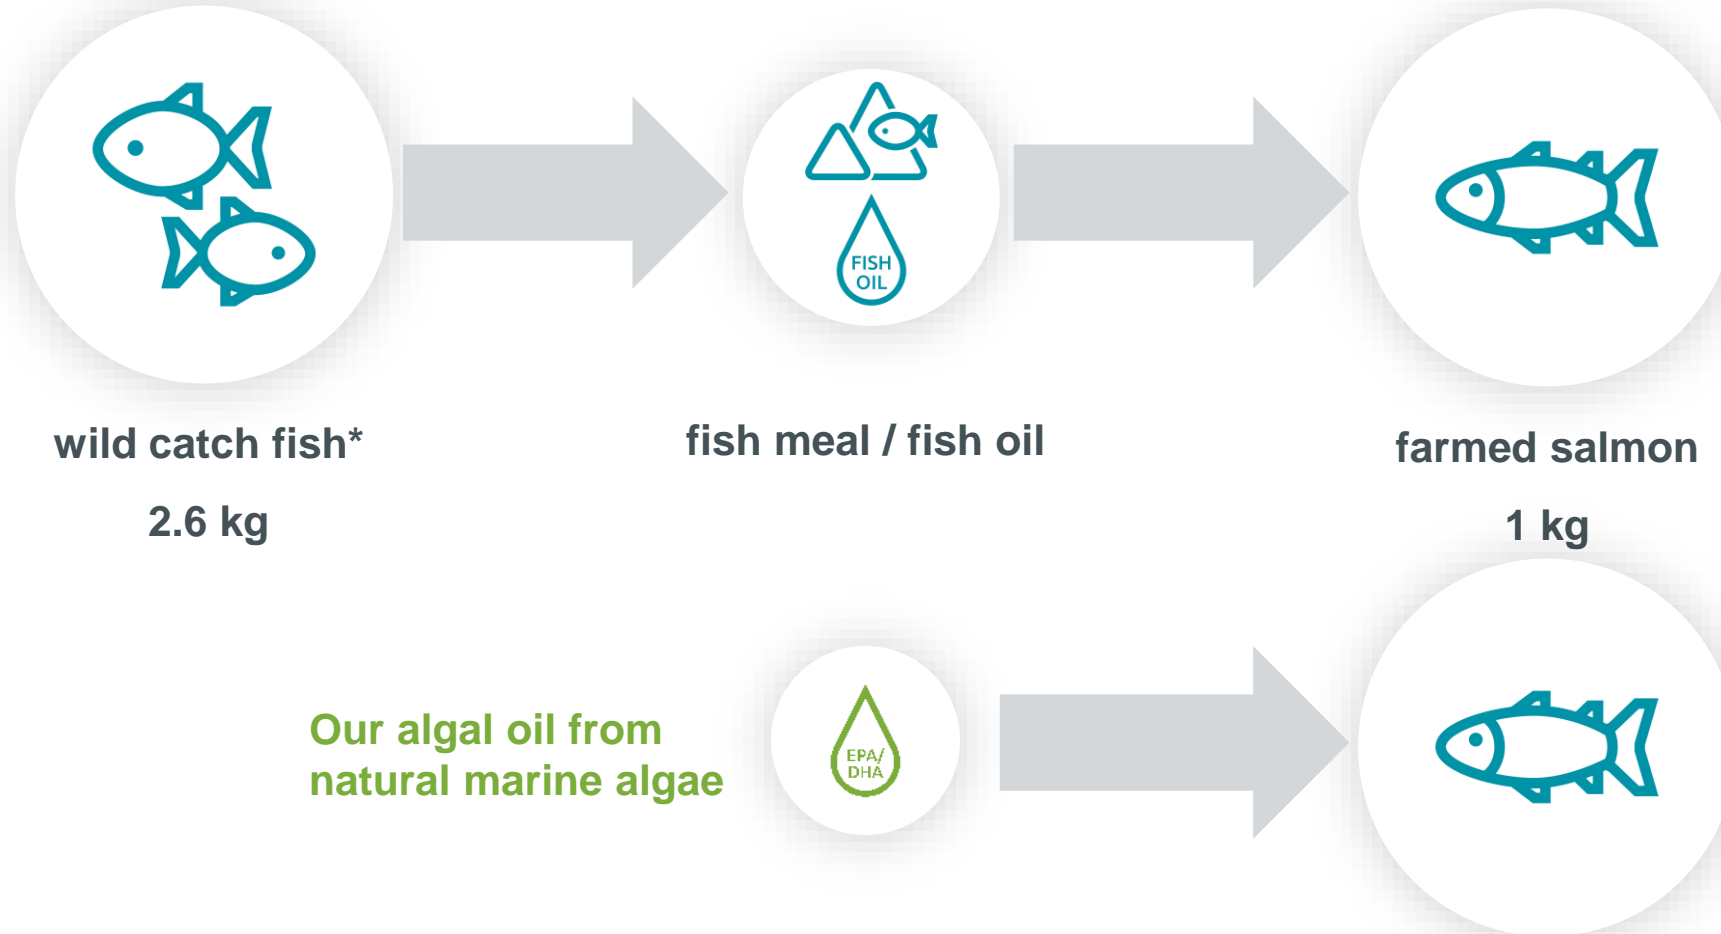 FISH
OIL
wild catch fish*
2.6 kg
fish meal / fish oil
farmed salmon
1 kg
Our algal oil from
natural marine algae
EPA/
DHA